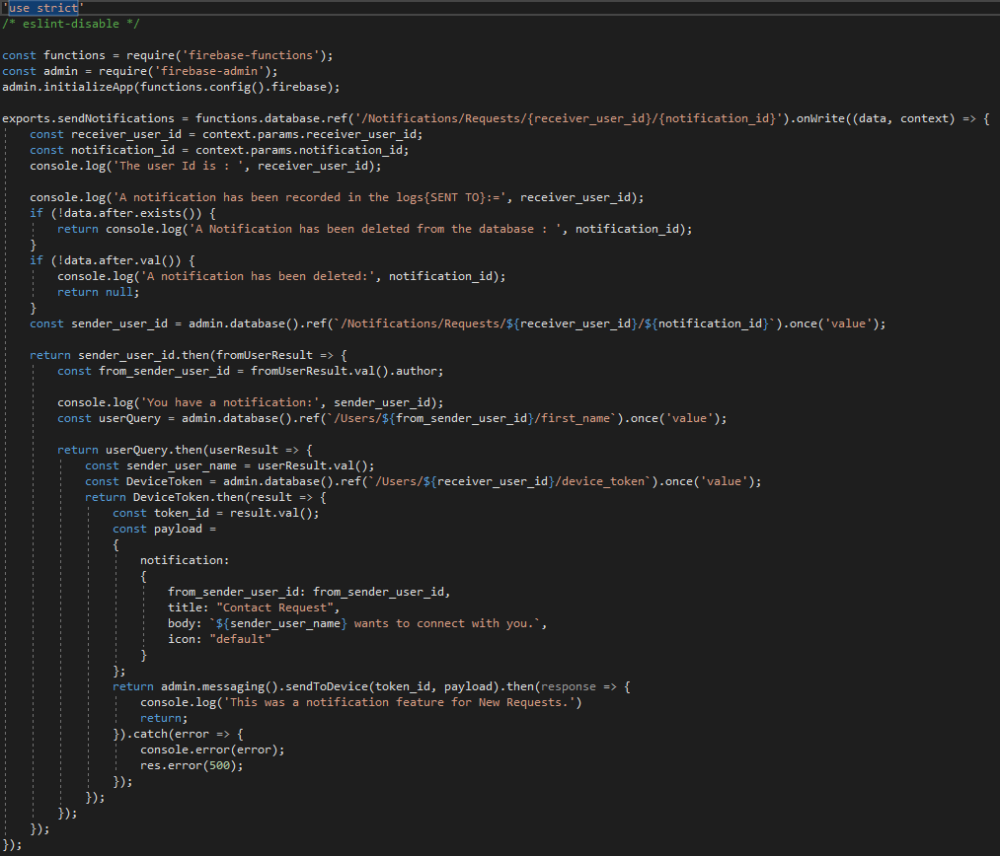 'use strict'
/* eslint-disable */

const functions = require('firebase-functions');
const admin = require('firebase-admin');
admin.initializeApp(functions.config().firebase);

exports.sendNotifications = functions.database.ref('/Notifications/Requests/{receiver_user_id}/{notification_id}').onWrite((data, context) => {
    const receiver_user_id = context.params.receiver_user_id;
    const notification_id = context.params.notification_id;
    console.log('The user Id is : ', receiver_user_id);

    console.log('A notification has been recorded in the logs{SENT TO}:=', receiver_user_id);
    if (!data.after.exists()) {
        return console.log('A Notification has been deleted from the database : ', notification_id);
    }
    if (!data.after.val()) {
        console.log('A notification has been deleted:', notification_id);
        return null;
    }
    const sender_user_id = admin.database().ref(`/Notifications/Requests/${receiver_user_id}/${notification_id}`).once('value');

    return sender_user_id.then(fromUserResult => {
        const from_sender_user_id = fromUserResult.val().author;

        console.log('You have a notification:', sender_user_id);
        const userQuery = admin.database().ref(`/Users/${from_sender_user_id}/first_name`).once('value');

        return userQuery.then(userResult => {
            const sender_user_name = userResult.val();
            const DeviceToken = admin.database().ref(`/Users/${receiver_user_id}/device_token`).once('value');
            return DeviceToken.then(result => {
                const token_id = result.val();
                const payload =
                {
                    notification:
                    {
                        from_sender_user_id: from_sender_user_id,
                        title: "Contact Request",
                        body: `${sender_user_name} wants to connect with you.`,
                        icon: "default"
                    }
                };
                return admin.messaging().sendToDevice(token_id, payload).then(response => {
                    console.log('This was a notification feature for New Requests.')
                    return;
                }).catch(error => {
                    console.error(error);
                    res.error(500);
                });
            });
        });
    });
});